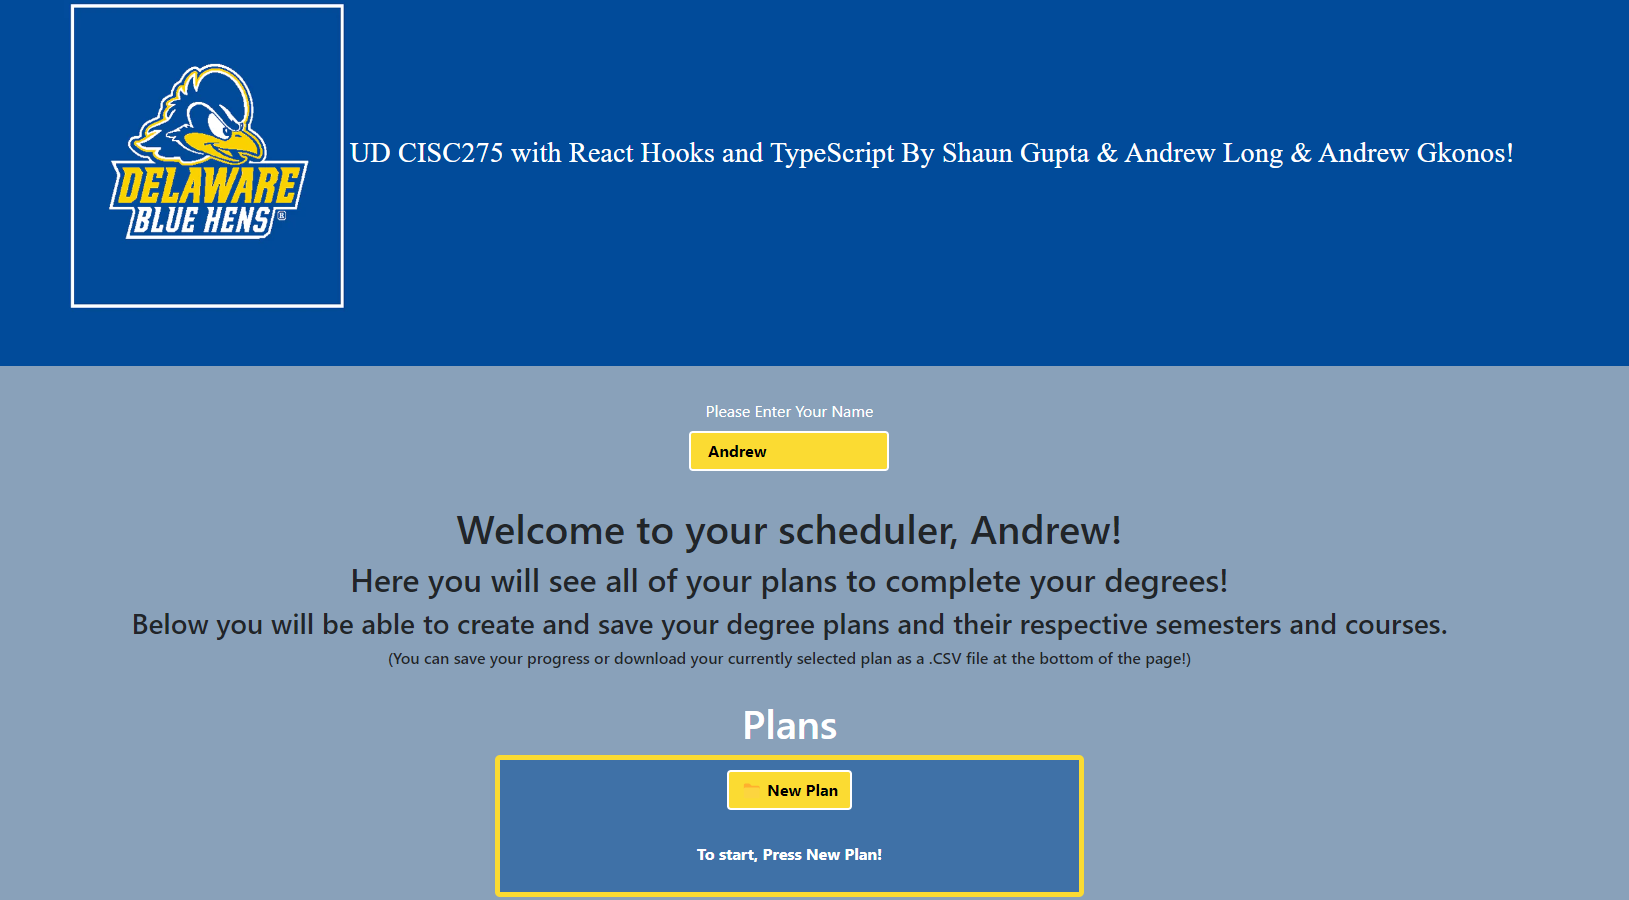 DELAWARE
BLUE HENS®
UD CISC275 with React Hooks and TypeScript By Shaun Gupta & Andrew Long & Andrew Gkonos!
Please Enter Your Name
Andrew
Welcome to your scheduler, Andrew!
Here you will see all of your plans to complete your degrees!
Below you will be able to create and save your degree plans and their respective semesters and courses.
(You can save your progress or download your currently selected plan as a .CSV file at the bottom of the page!)
Plans
New Plan
To start, Press New Plan!